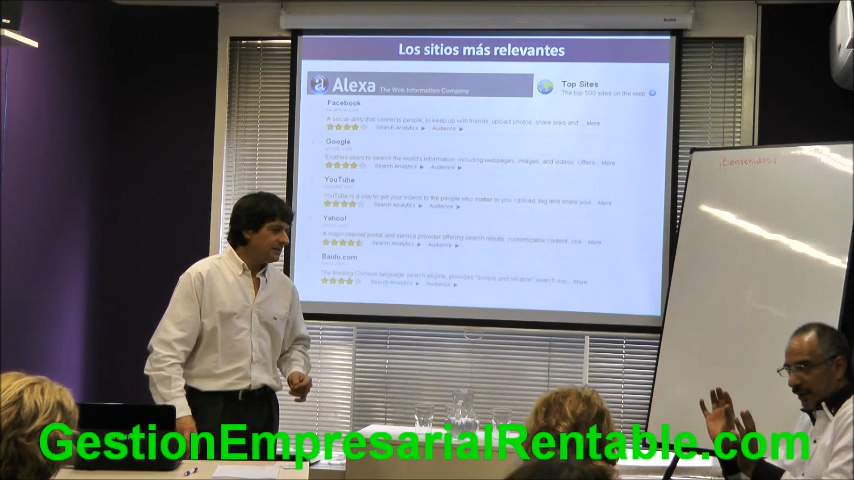 Los sitios más relevantes
a Alexa The Web Information Company
Top Sites
The top 500 sites on the web.
Facebook
A social utility that connects people, to keep up with friends, upload photos, share links and ... More
Search Analytics Audience
Google
Enables users to search the world's information, including webpages, images, and videos. Offers... More
Search Analytics Audience
YouTube
YouTube is a way to get your videos to the people who matter to you. Upload, tag and share your... More
Search Analytics Audience
Yahoo!
A major internet portal and service provider offering search results, customizable content, cha... More
Search Analytics Audience
Baidu.com
The leading Chinese language search engine, provides "simple and reliable" search exp... More
Search Analytics Audience
¡Bienvenidos!
GestionEmpresarialRentable.com